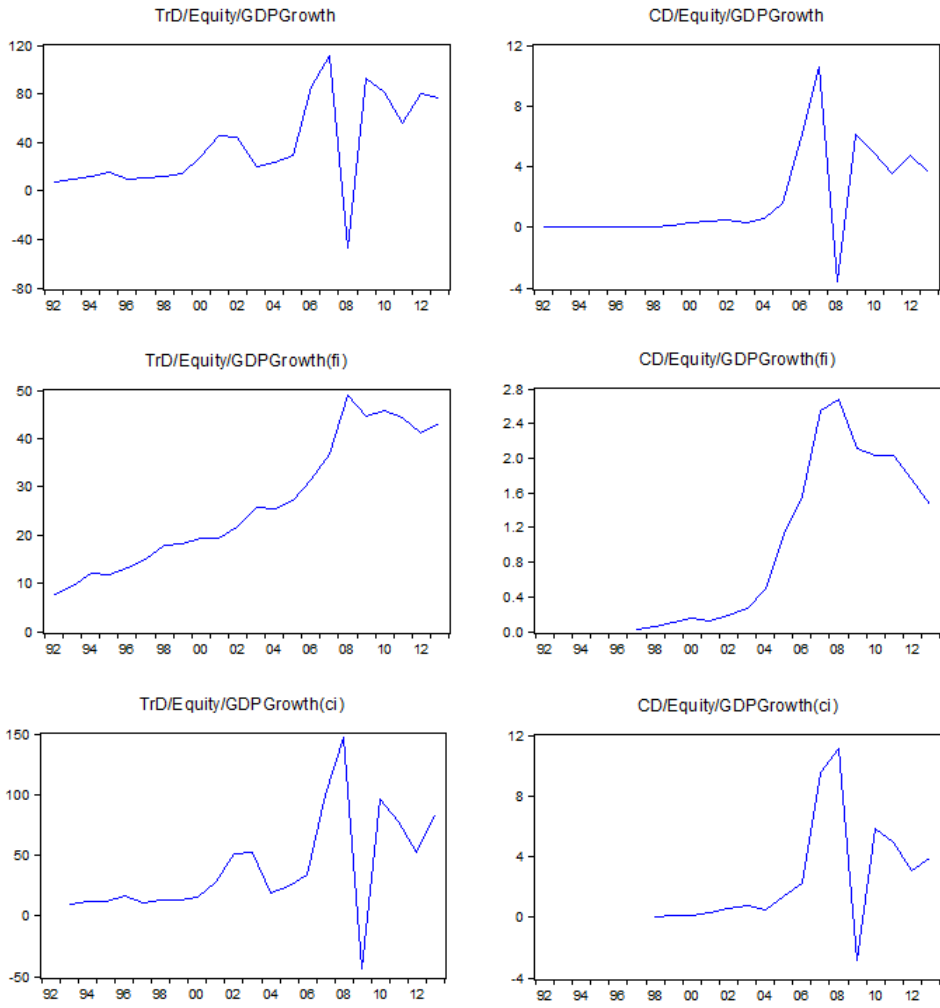 TrD/Equity/GDPGrowth
120
80
40
0
-40
-80
92 94 96 98 00 02 04 06 08 10 12
CD/Equity/GDPGrowth
12
8
4
0
-4
92 94 96 98 00 02 04 06 08 10 12
TrD/Equity/GDPGrowth(fi)
50
40
30
20
10
0
92 94 96 98 00 02 04 06 08 10 12
CD/Equity/GDPGrowth(fi)
2.8
2.4
2.0
1.6
1.2
0.8
0.4
0.0
92 94 96 98 00 02 04 06 08 10 12
TrD/Equity/GDPGrowth(ci)
150
100
50
0
-50
92 94 96 98 00 02 04 06 08 10 12
CD/Equity/GDPGrowth(ci)
12
8
4
0
-4
92 94 96 98 00 02 04 06 08 10 12